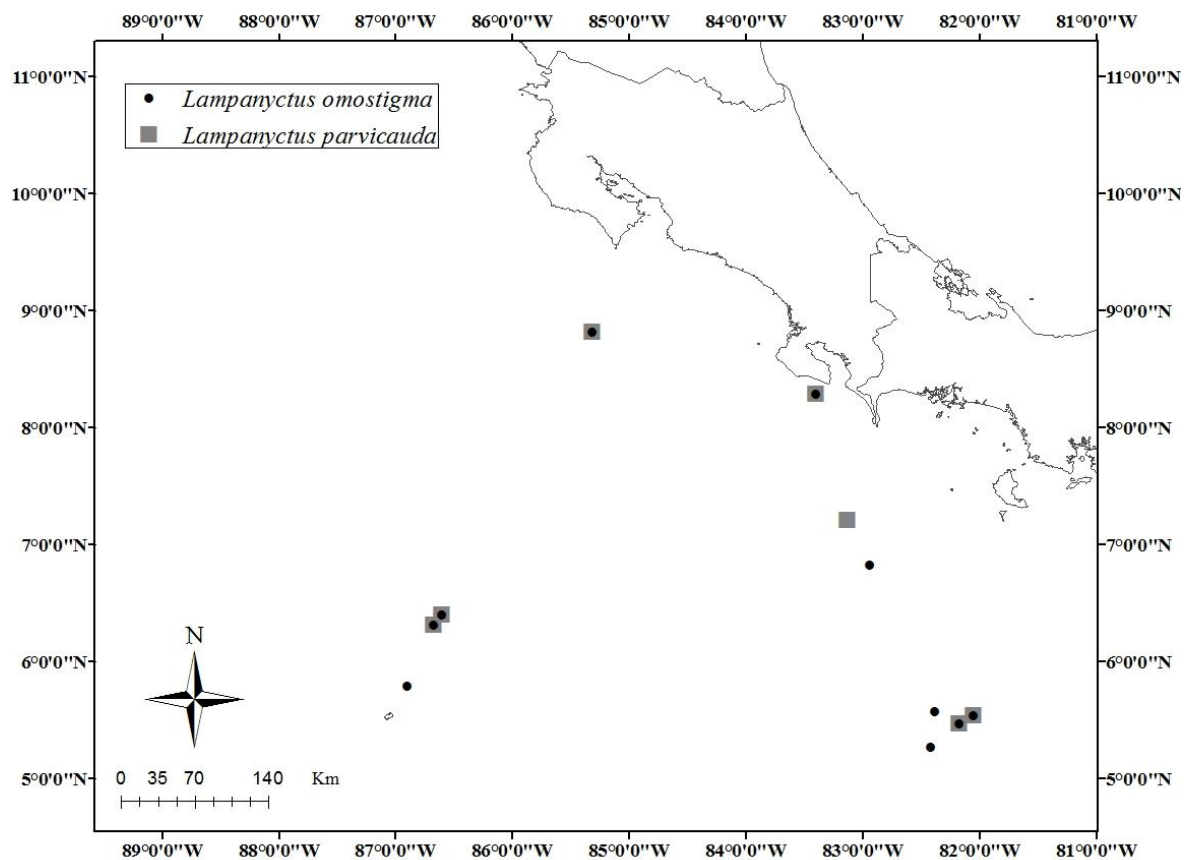 89°0'0"W 88°0'0"W 87°0'0"W 86°0'0"W 85°0'0"W 84°0'0"W 83°0'0"W 82°0'0"W 81°0'0"W
11°0'0"N 11°0'0"N
Lampanyctus omostigma
Lampanyctus parvicauda
10°0'0"N 10°0'0"N
9°0'0"N 9°0'0"N
8°0'0"N 8°0'0"N
7°0'0"N 7°0'0"N
N
6°0'0"N 6°0'0"N
5°0'0"N 5°0'0"N
0 35 70 140 Km
89°0'0"W 88°0'0"W 87°0'0"W 86°0'0"W 85°0'0"W 84°0'0"W 83°0'0"W 82°0'0"W 81°0'0"W